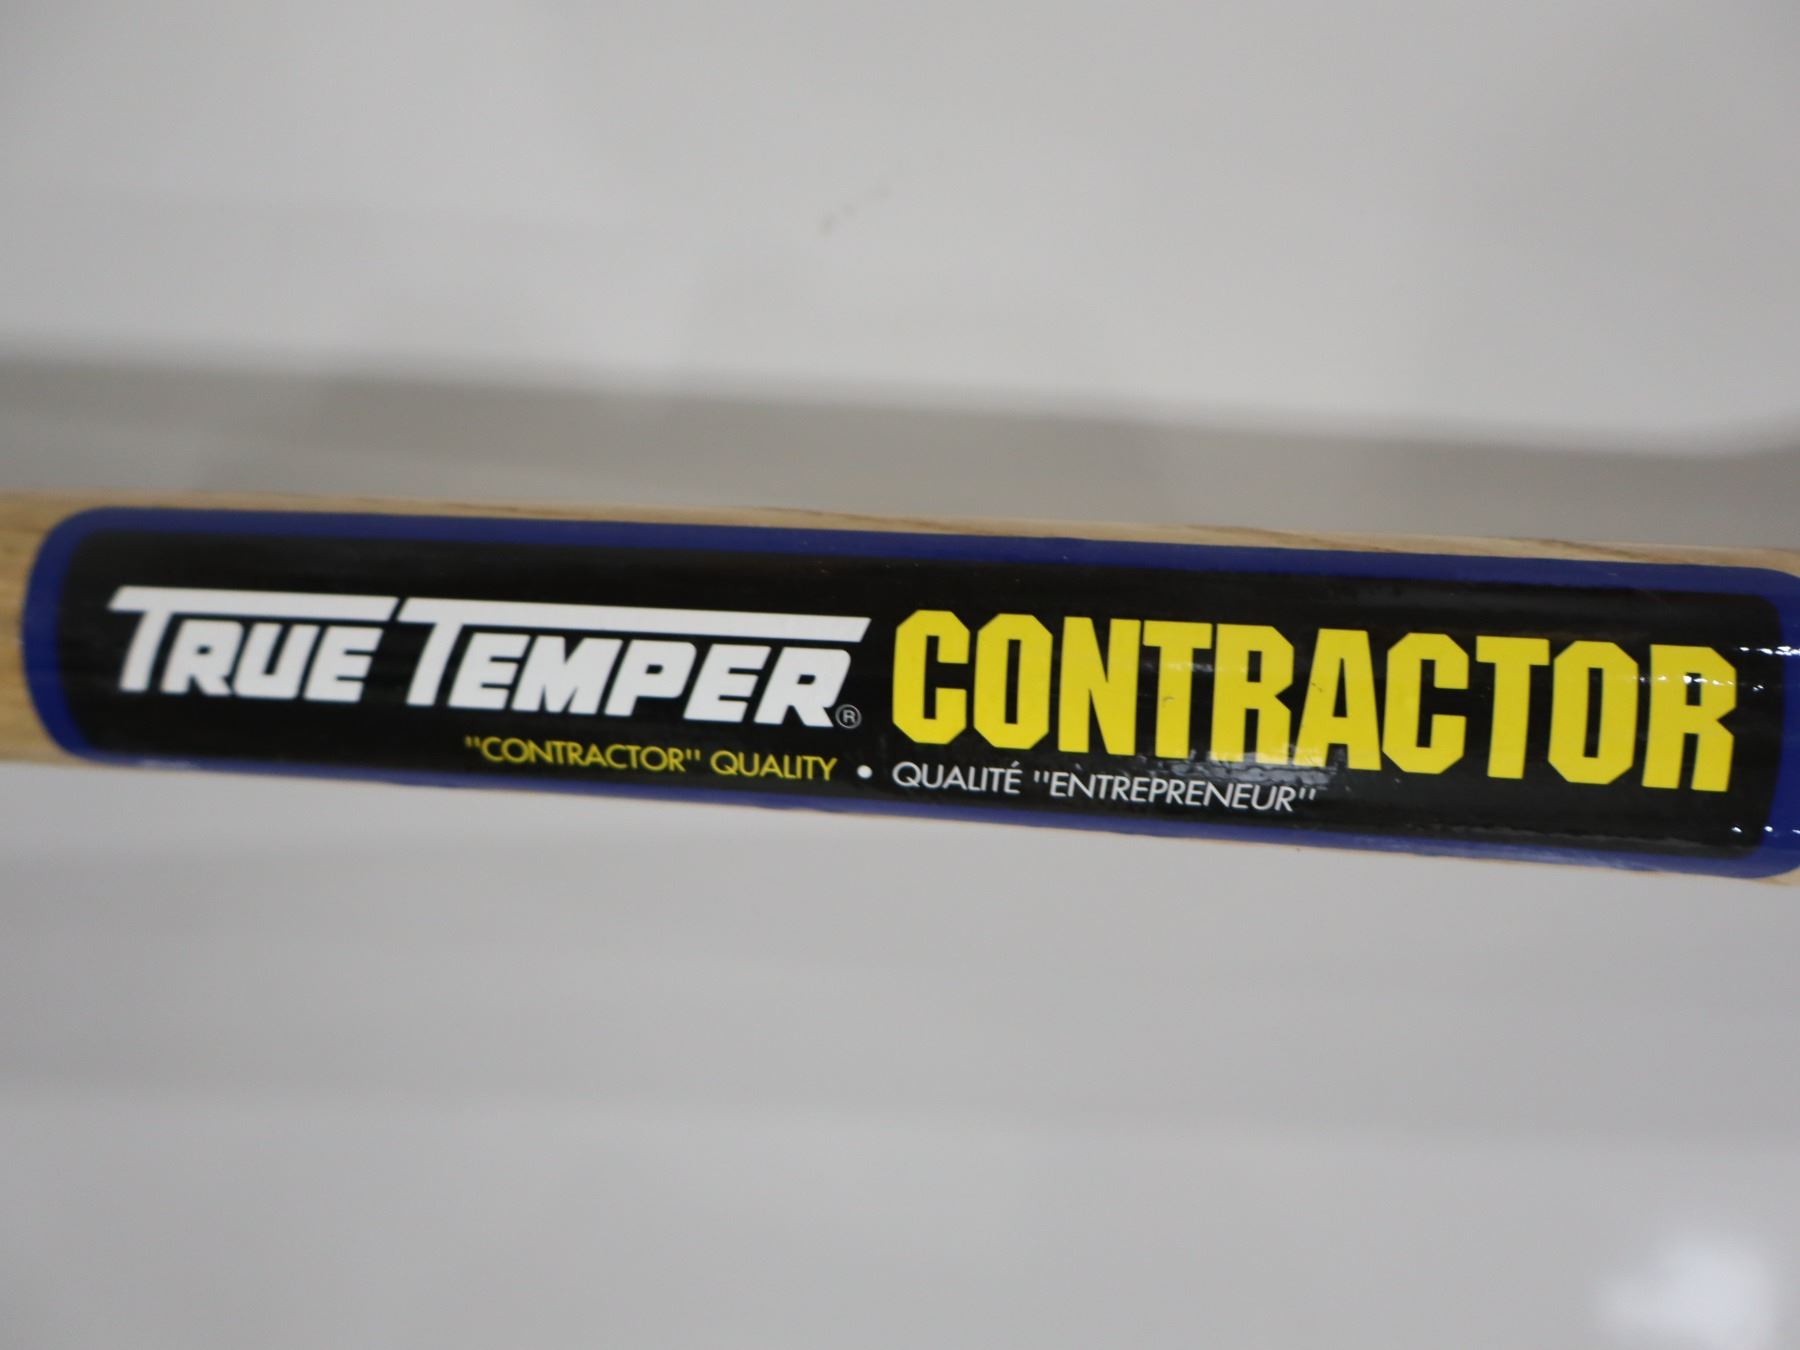 TRUE TEMPER® CONTRACTOR
"CONTRACTOR" QUALITY • QUALITÉ "ENTREPRENEUR"